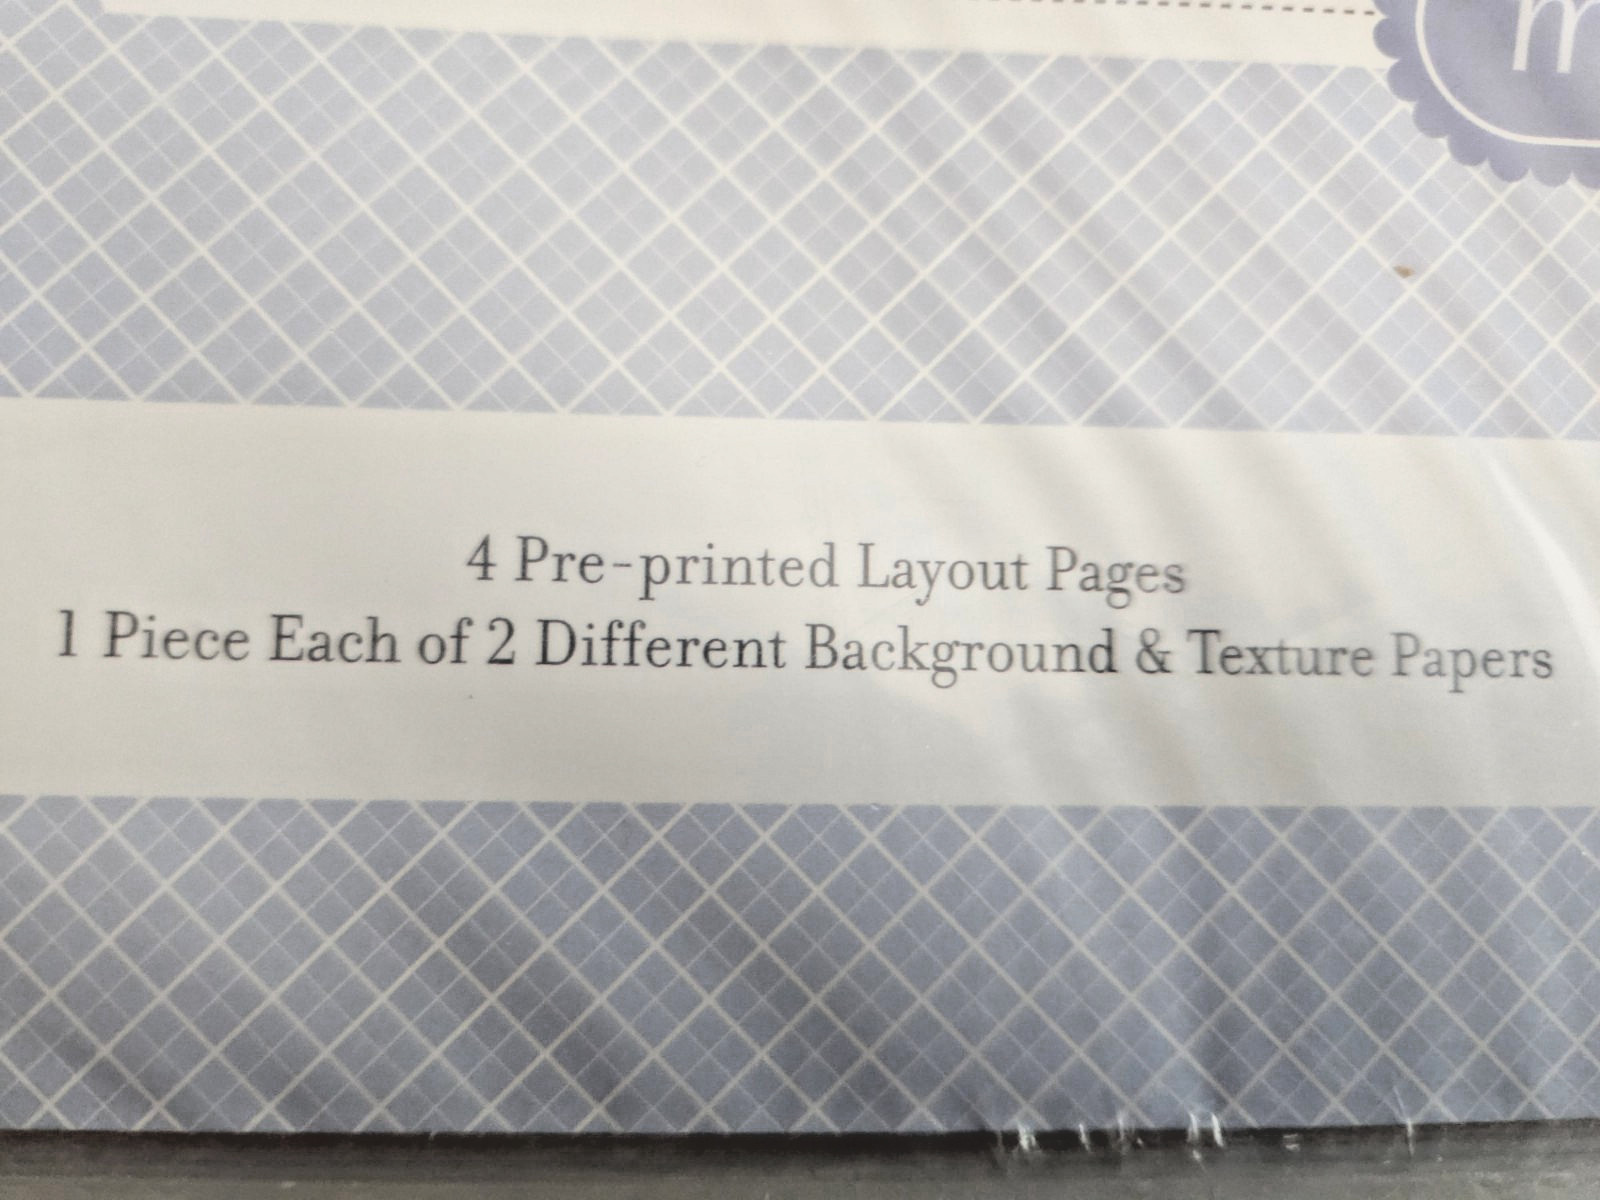 4 Pre-printed Layout Pages
1 Piece Each of 2 Different Background & Texture Papers